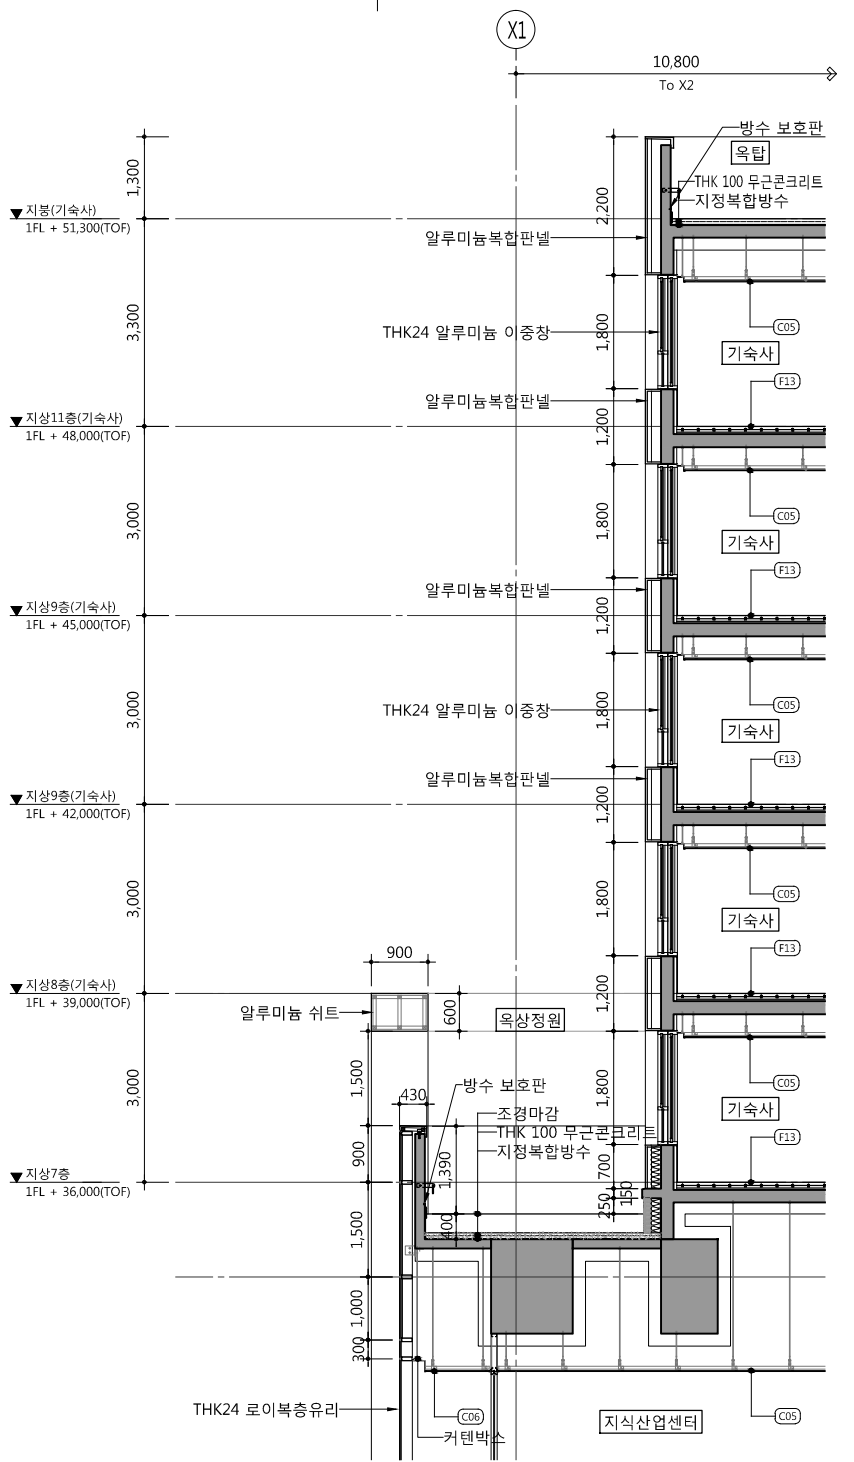 X1
10,800
To X2
방수 보호판
옥탑
1,300
THK 100 무근콘크리트
지정복합방수
2,200
지붕(기숙사)
1FL + 51,300(TOF)
알루미늄복합판넬
3,300
THK24 알루미늄 이중창
1,800
C05
기숙사
F13
알루미늄복합판넬
지상11층(기숙사)
1FL + 48,000(TOF)
1,200
3,000
1,800
C05
기숙사
F13
알루미늄복합판넬
지상9층(기숙사)
1FL + 45,000(TOF)
1,200
3,000
THK24 알루미늄 이중창
1,800
C05
기숙사
F13
알루미늄복합판넬
지상9층(기숙사)
1FL + 42,000(TOF)
1,200
3,000
1,800
C05
기숙사
F13
900
지상8층(기숙사)
1FL + 39,000(TOF)
알루미늄 쉬트
600
옥상정원
1,200
1,500
3,000
430
방수 보호판
1,800
C05
조경마감
THK 100 무근콘크리트
지정복합방수
기숙사
F13
900
1,390
700
지상7층
1FL + 36,000(TOF)
150
250
1,500
400
1,000
300
THK24 로이복층유리
C06
커텐박스
지식산업센터
C05